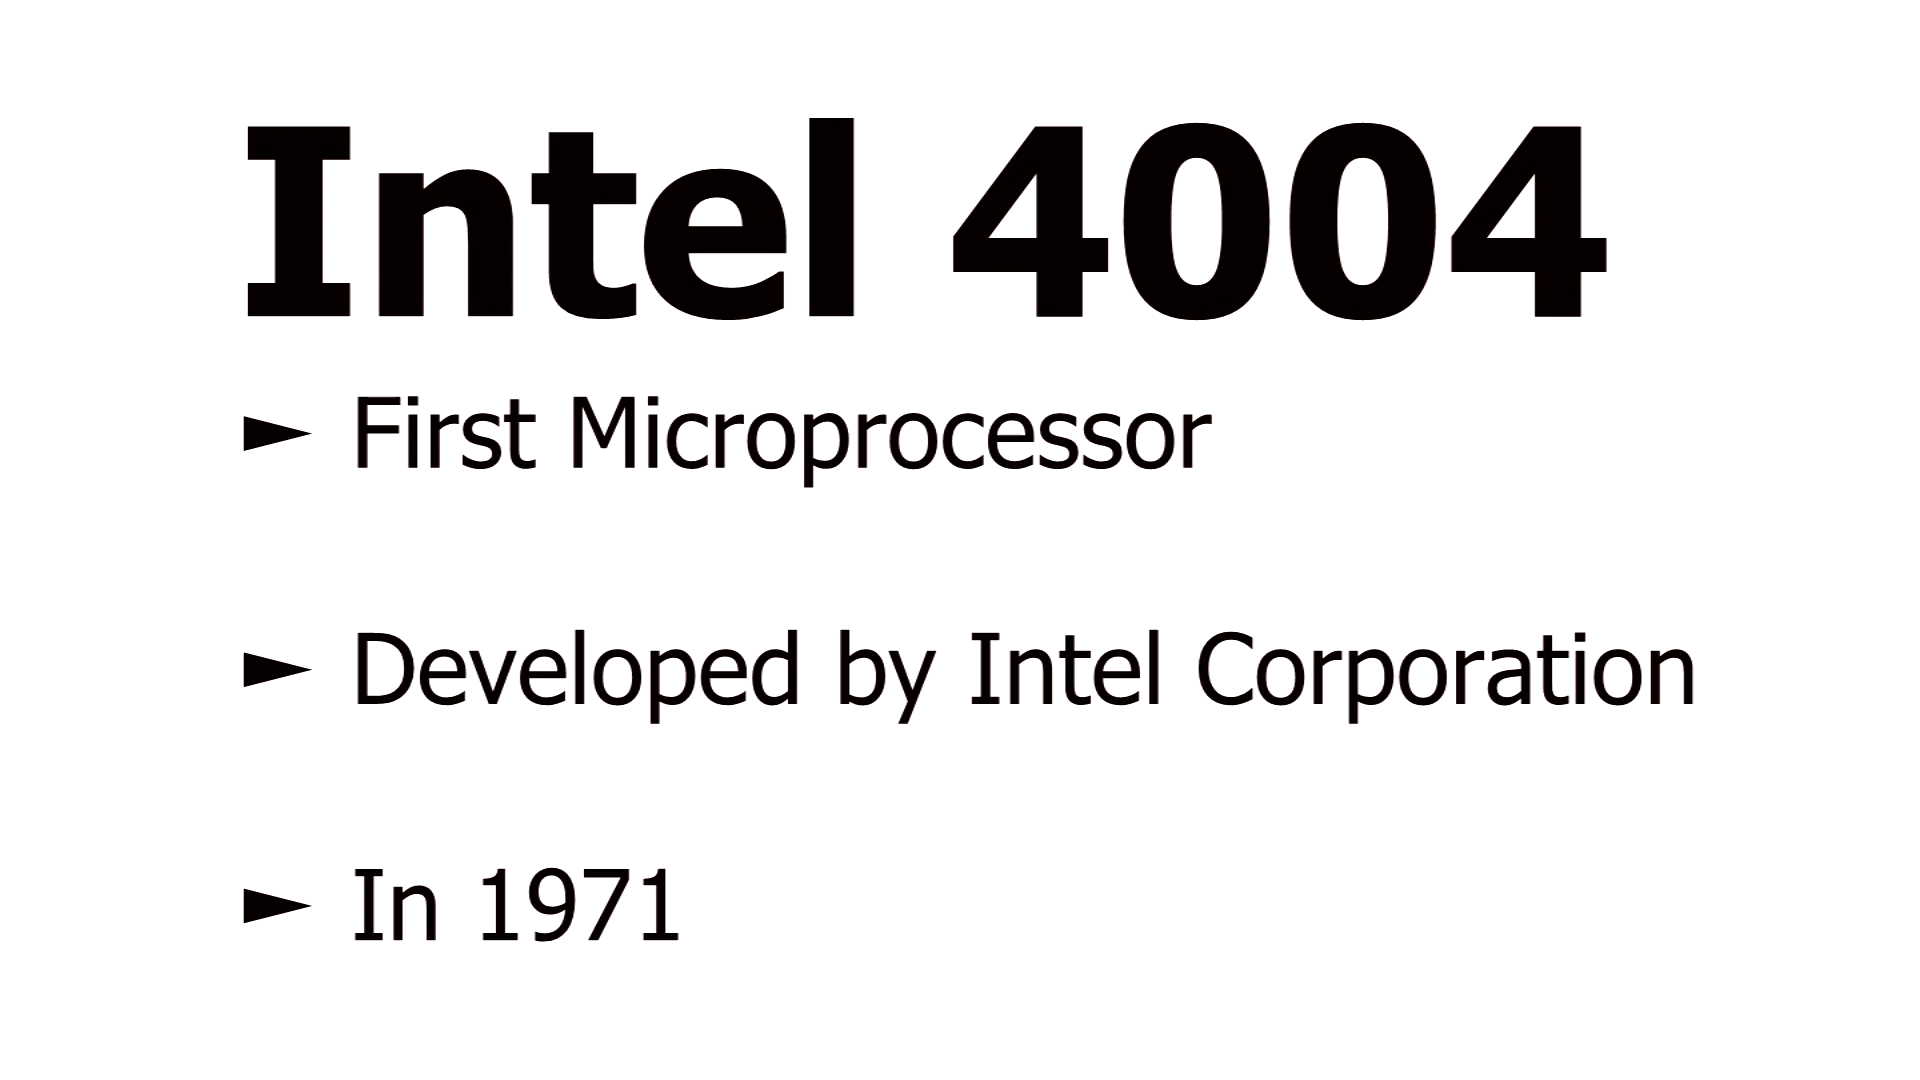 Intel 4004
► First Microprocessor
► Developed by Intel Corporation
► In 1971